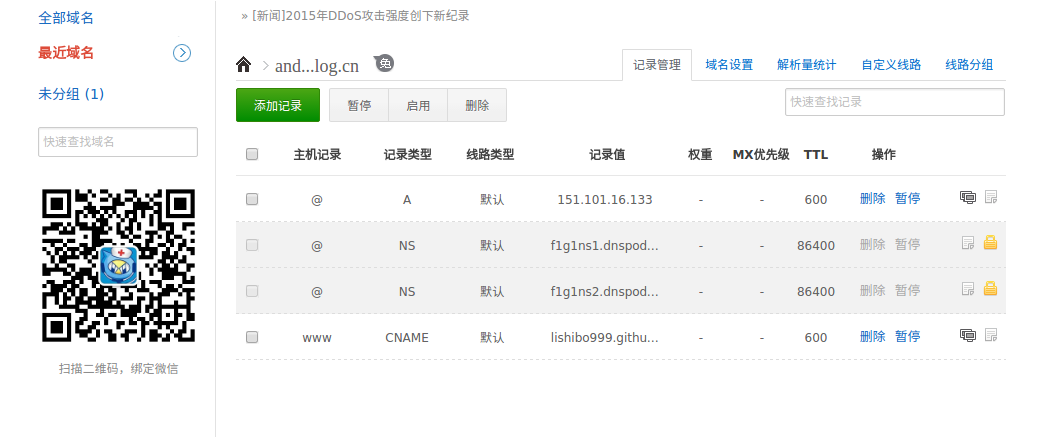 全部域名
最近域名
未分组 (1)
快速查找域名
扫描二维码，绑定微信
» [新闻]2015年DDoS攻击强度创下新纪录
and...log.cn 免
记录管理 域名设置 解析量统计 自定义线路 线路分组
添加记录 暂停 启用 删除 快速查找记录
主机记录 记录类型 线路类型 记录值 权重 MX优先级 TTL 操作
@ A 默认 151.101.16.133 - - 600 删除 暂停
@ NS 默认 f1g1ns1.dnspod... - - 86400 删除 暂停
@ NS 默认 f1g1ns2.dnspod... - - 86400 删除 暂停
www CNAME 默认 lishibo999.githu... - - 600 删除 暂停